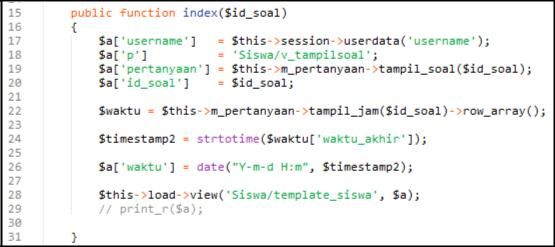 15 public function index($id_soal)
16 {
17 $a['username'] = $this->session->userdata('username');
18 $a['p'] = 'Siswa/v_tampilsoal';
19 $a['pertanyaan'] = $this->m_pertanyaan->tampil_soal($id_soal);
20 $a['id_soal'] = $id_soal;
21
22 $waktu = $this->m_pertanyaan->tampil_jam($id_soal)->row_array();
23
24 $timestamp2 = strtotime($waktu['waktu_akhir']);
25
26 $a['waktu'] = date("Y-m-d H:m", $timestamp2);
27
28 $this->load->view('Siswa/template_siswa', $a);
29 // print_r($a);
30
31 }